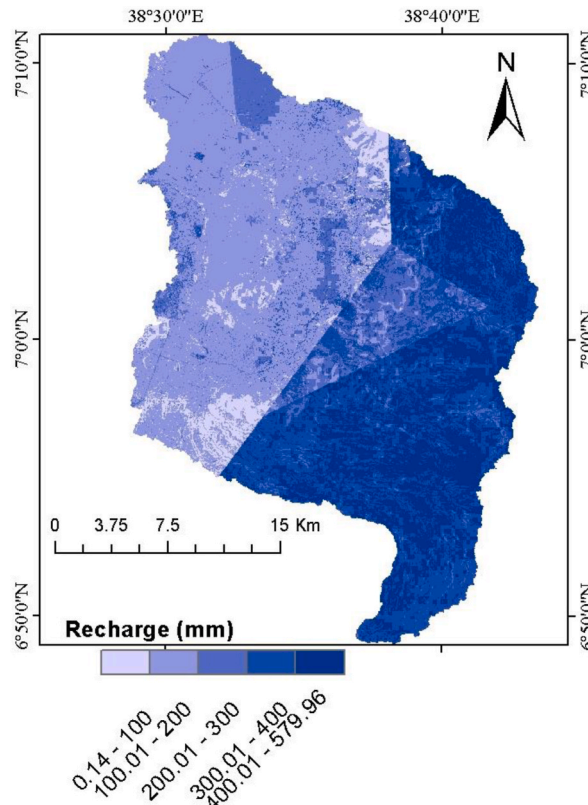 38°30'0"E 38°40'0"E
7°10'0"N 7°10'0"N
N
7°0'0"N 7°0'0"N
0 3.75 7.5 15 Km
6°50'0"N 6°50'0"N
Recharge (mm)
0.14 - 100
100.01 - 200
200.01 - 300
300.01 - 400
400.01 - 579.96